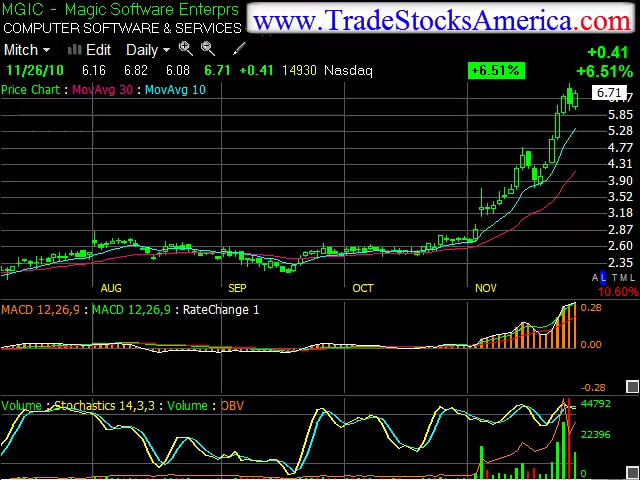 MGIC - Magic Software Enterprs
www.TradeStocksAmerica.com
COMPUTER SOFTWARE & SERVICES -
Mitch Edit Daily
+0.41
11/26/10 6.16 6.82 6.08 6.71 +0.41 14930 Nasdaq +6.51% +6.51%
Price Chart : MovAvg 30 : MovAvg 10
6.71
5.85
5.28
4.77
4.31
3.90
3.52
3.18
2.87
2.60
2.35
A L T M L
AUG SEP OCT NOV
10.60%
MACD 12,26,9 : MACD 12,26,9 : RateChange 1
0.28
0.00
-0.28
Volume : Stochastics 14,3,3 : Volume : OBV
44792
22396
0